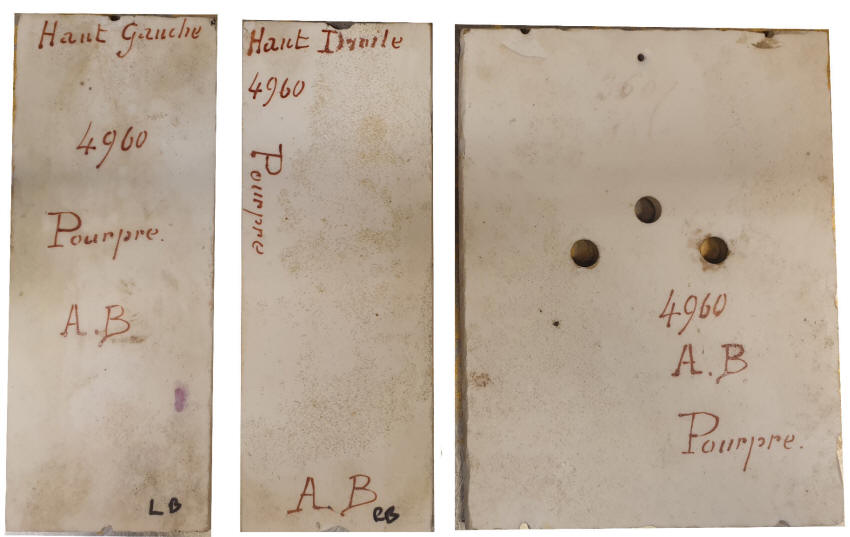 Haut Gauche
4960
Pourpre.
A.B
LB
Haut Droite
4960
Pourpre
A.B
RB
4960
A.B
Pourpre.